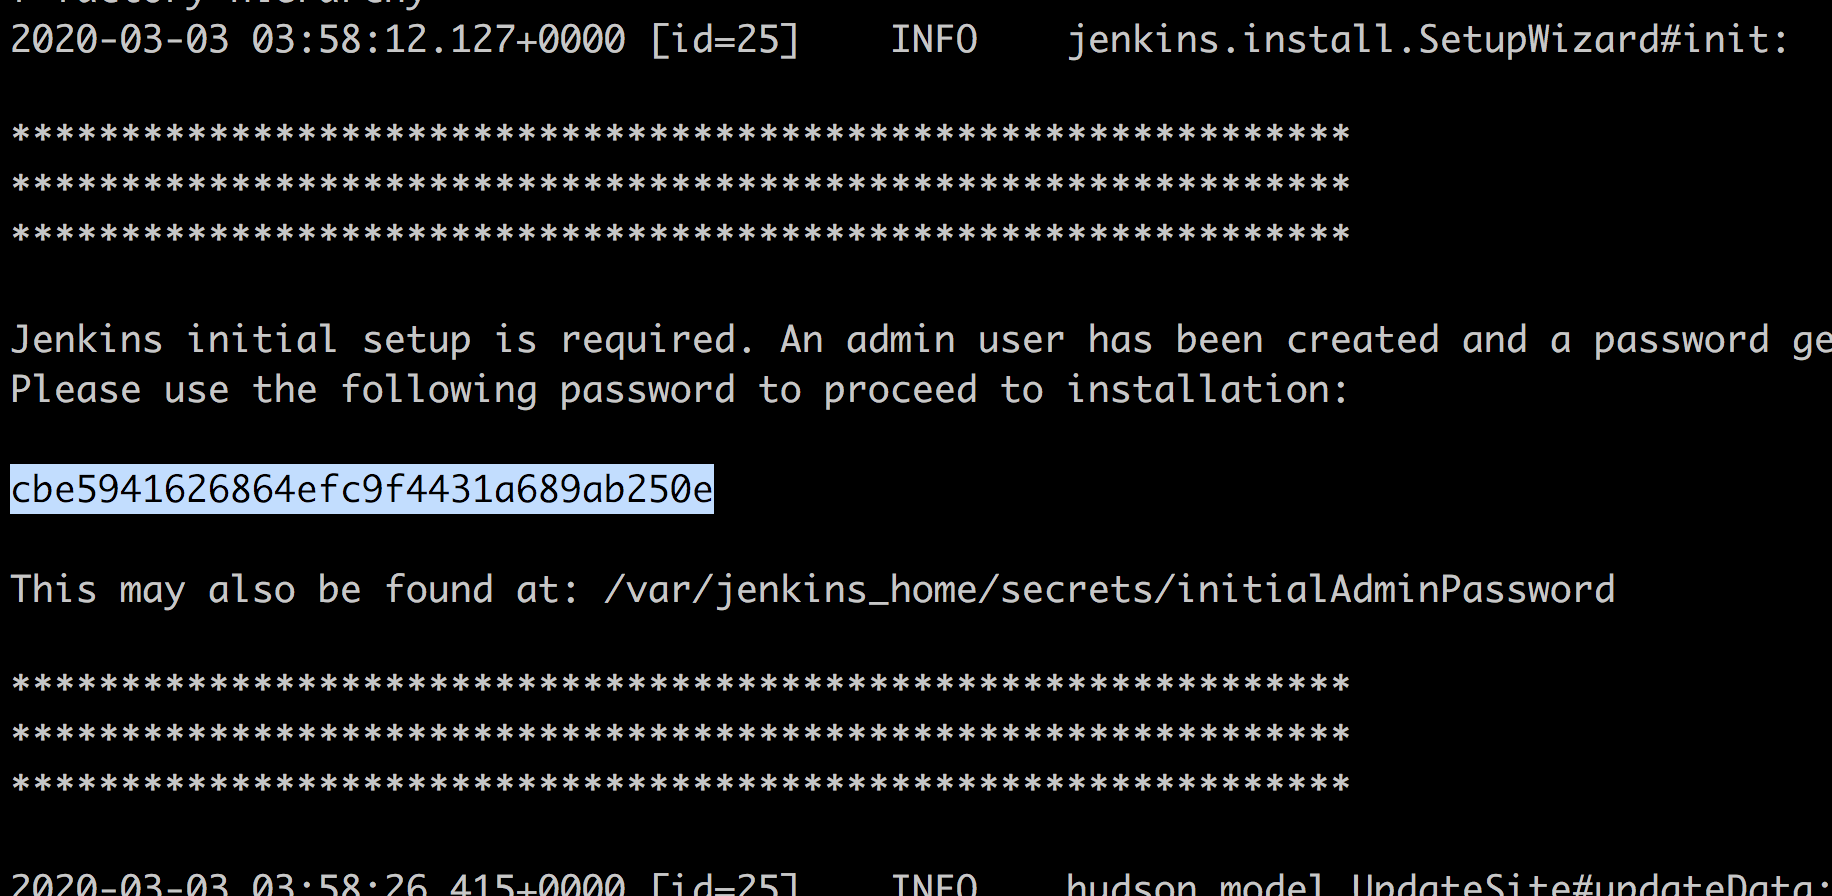 2020-03-03 03:58:12.127+0000 [id=25] INFO jenkins.install.SetupWizard#init:
*************************************************************
*************************************************************
*************************************************************
Jenkins initial setup is required. An admin user has been created and a password ge
Please use the following password to proceed to installation:
cbe5941626864efc9f4431a689ab250e
This may also be found at: /var/jenkins_home/secrets/initialAdminPassword
*************************************************************
*************************************************************
*************************************************************
2020-03-03 03:58:26.415+0000 [id=25] INFO hudson.model.UpdateSite#updateData: